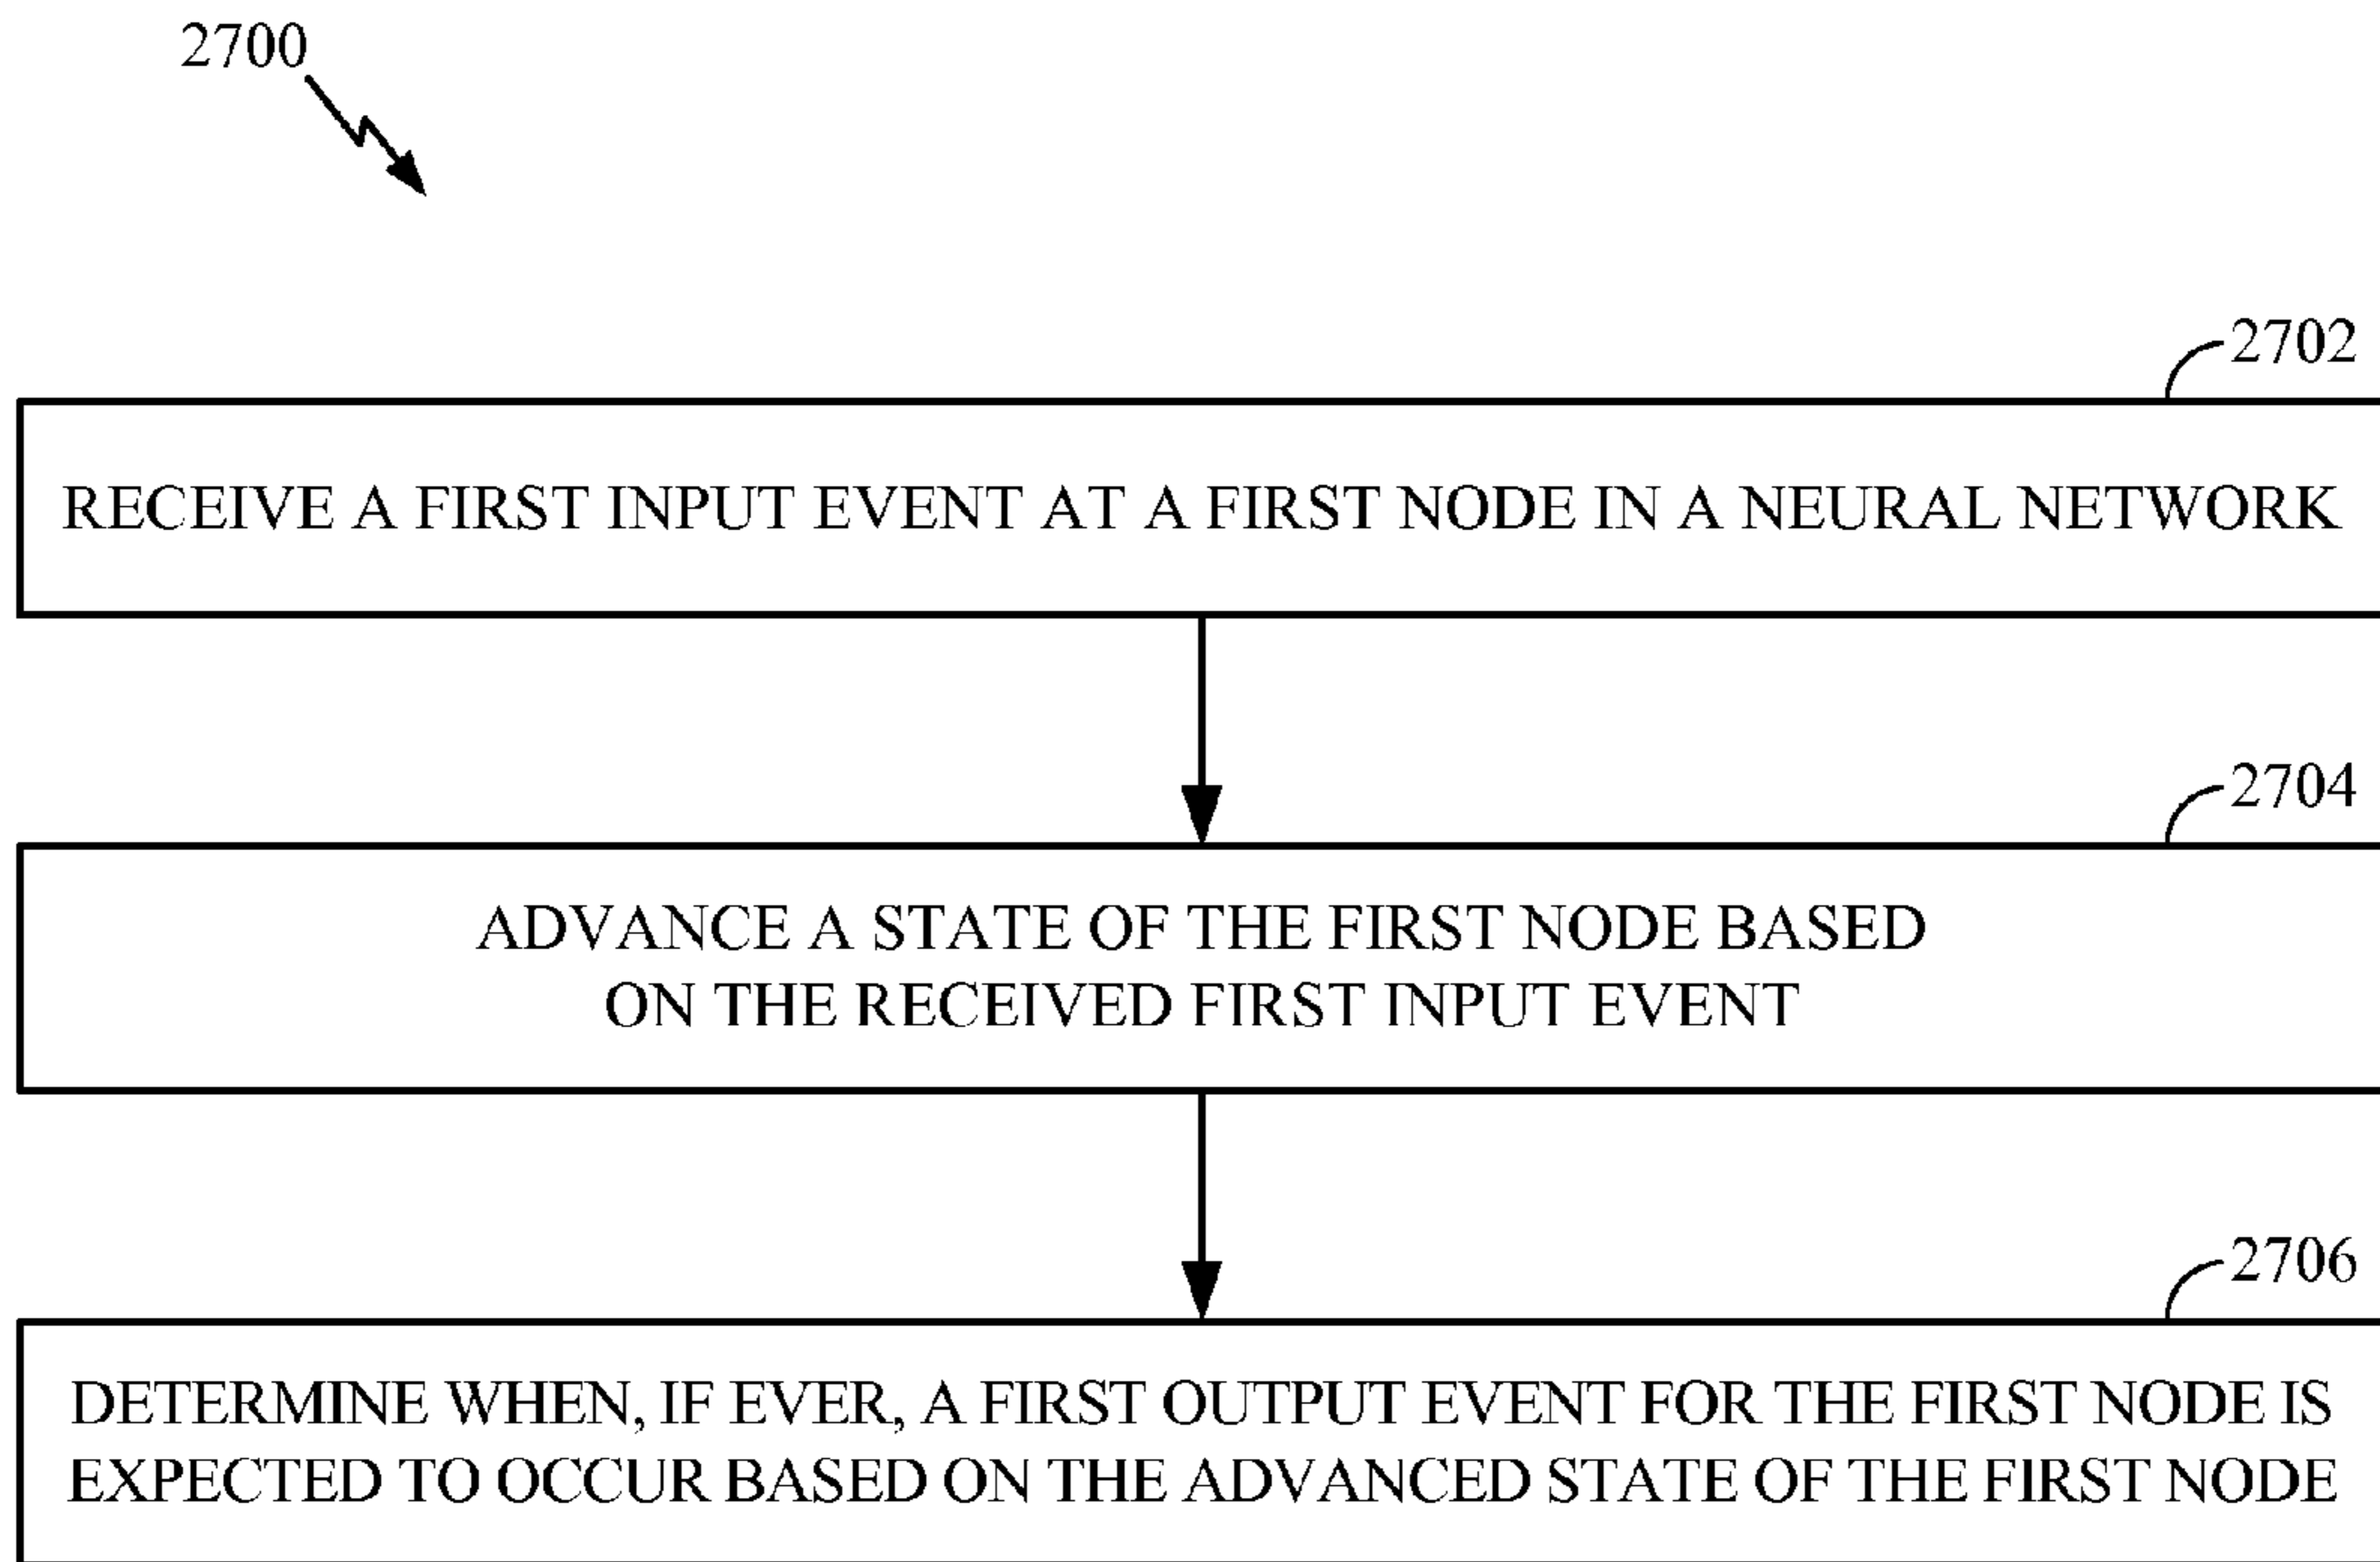 2700
2702
RECEIVE A FIRST INPUT EVENT AT A FIRST NODE IN A NEURAL NETWORK
2704
ADVANCE A STATE OF THE FIRST NODE BASED
ON THE RECEIVED FIRST INPUT EVENT
2706
DETERMINE WHEN, IF EVER, A FIRST OUTPUT EVENT FOR THE FIRST NODE IS
EXPECTED TO OCCUR BASED ON THE ADVANCED STATE OF THE FIRST NODE